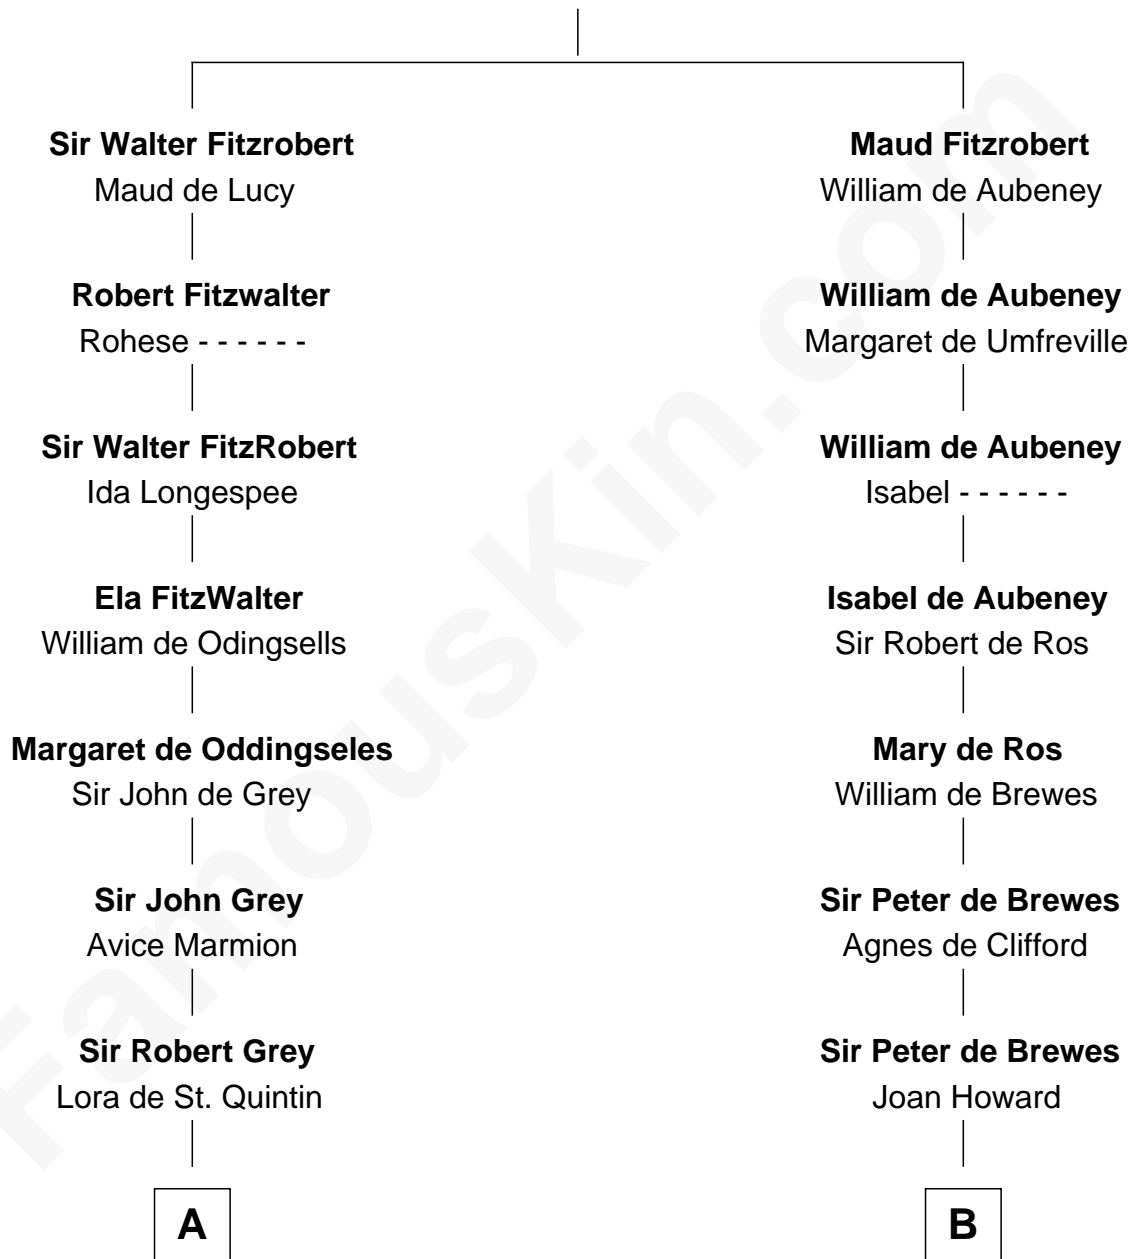 Sir Walter Fitzrobert
Maud de Lucy
Maud Fitzrobert
William de Aubeney
Robert Fitzwalter
Rohese - - - - - -
William de Aubeney
Margaret de Umfreville
Sir Walter FitzRobert
Ida Longespee
William de Aubeney
Isabel - - - - - -
Ela FitzWalter
William de Odingsells
Isabel de Aubeney
Sir Robert de Ros
Margaret de Oddingseles
Sir John de Grey
Mary de Ros
William de Brewes
Sir John Grey
Avice Marmion
Sir Peter de Brewes
Agnes de Clifford
Sir Robert Grey
Lora de St. Quintin
Sir Peter de Brewes
Joan Howard
A
B
FamousKin.com